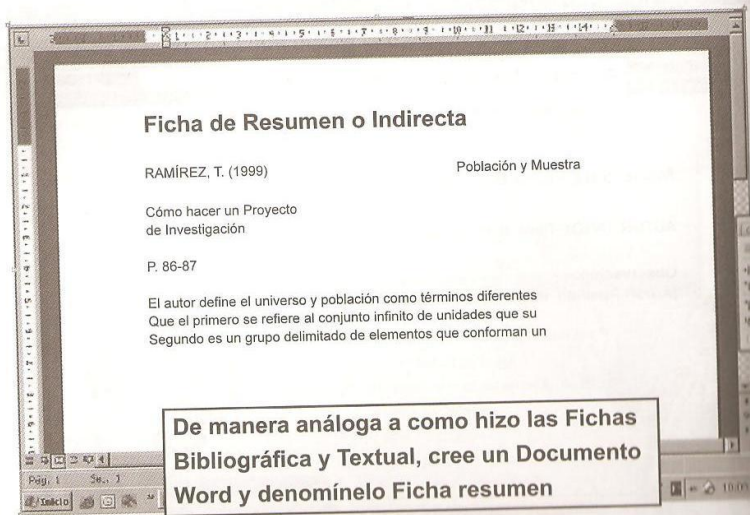 Ficha de Resumen o Indirecta
RAMÍREZ, T. (1999) Población y Muestra
Cómo hacer un Proyecto
de Investigación
P. 86-87
El autor define el universo y población como términos diferentes
Que el primero se refiere al conjunto infinito de unidades que su
Segundo es un grupo delimitado de elementos que conforman un
De manera análoga a como hizo las Fichas
Bibliográfica y Textual, cree un Documento
Word y denomínelo Ficha resumen
Pág. 1
Inicio